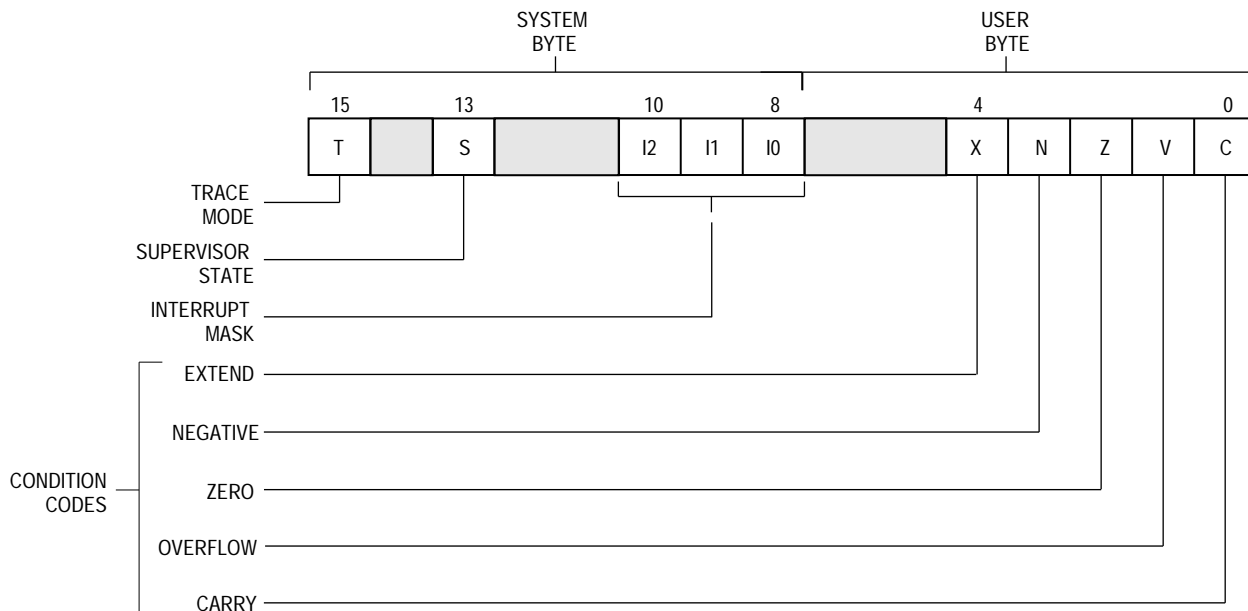 SYSTEM
BYTE
USER
BYTE
15 13 10 8 4 0
T S I2 I1 I0 X N Z V C
TRACE
MODE
SUPERVISOR
STATE
INTERRUPT
MASK
EXTEND
NEGATIVE
CONDITION
CODES
ZERO
OVERFLOW
CARRY